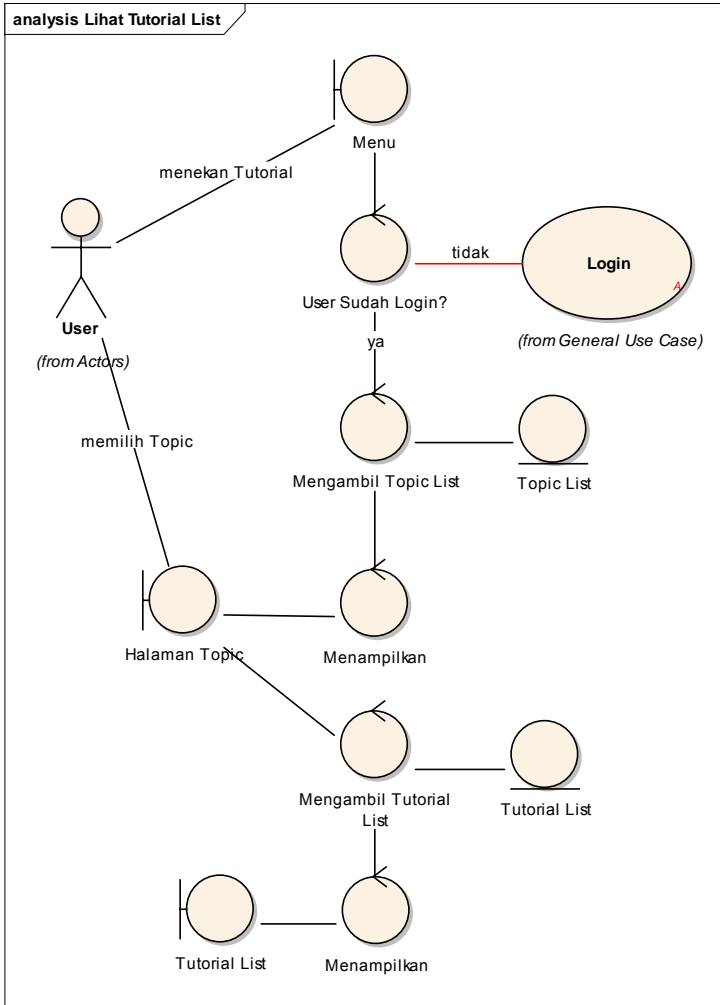 analysis Lihat Tutorial List
Menu
menekan Tutorial
User Sudah Login?
tidak
Login
A
(from General Use Case)
User
(from Actors)
ya
memilih Topic
Mengambil Topic List
Topic List
Halaman Topic
Menampilkan
Mengambil Tutorial
List
Tutorial List
Tutorial List
Menampilkan